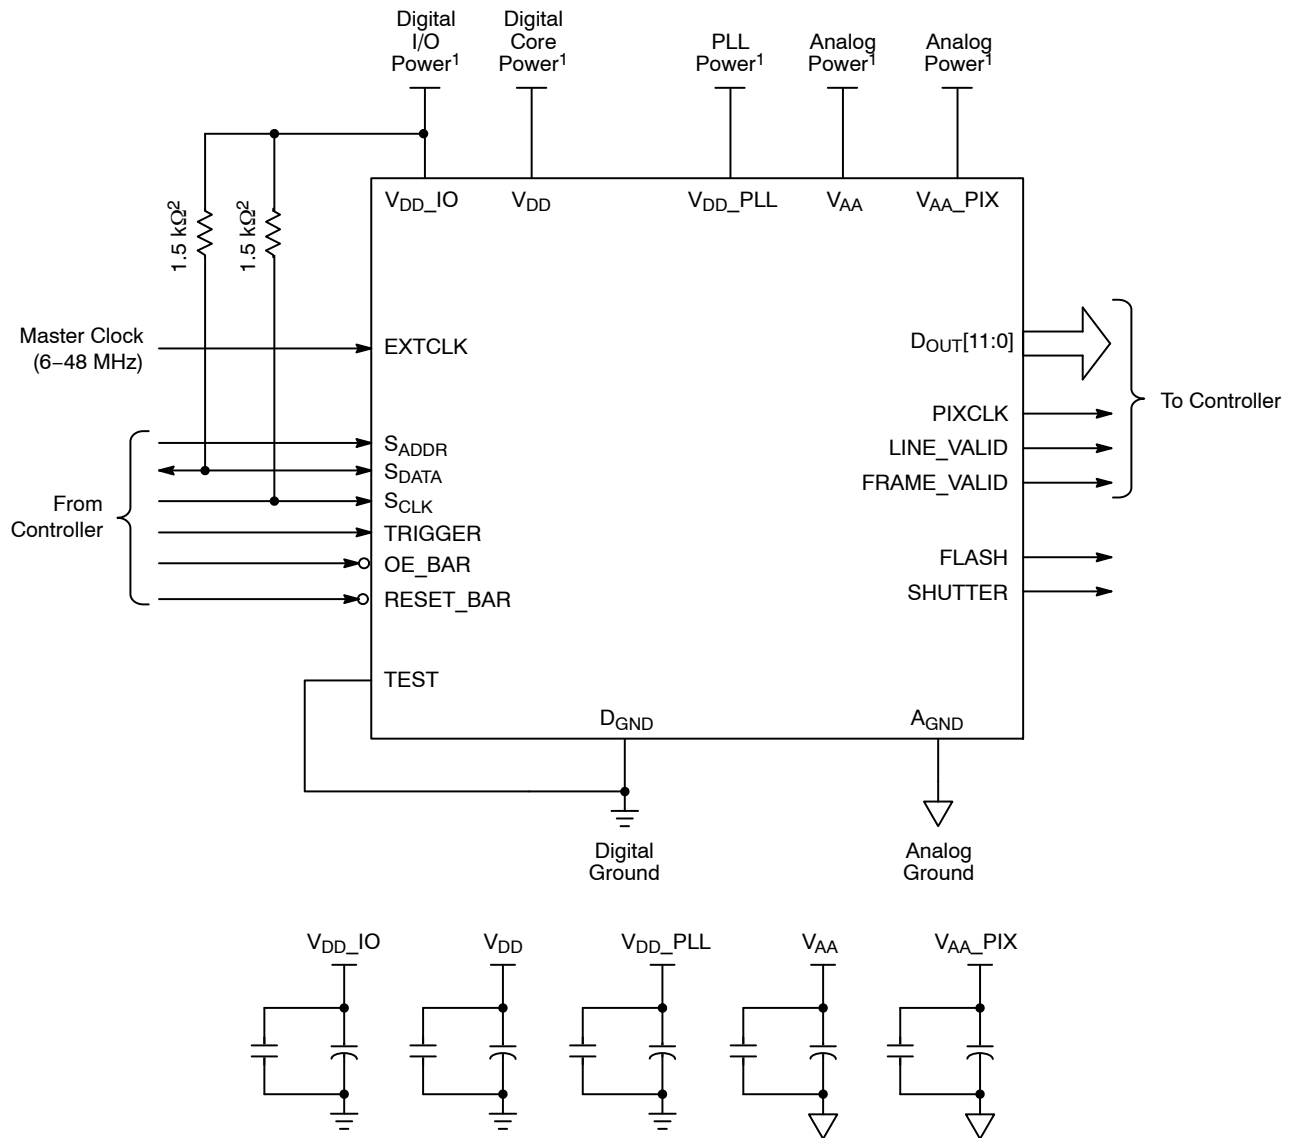 Digital
I/O
Power¹
Digital
Core
Power¹
PLL
Power¹
Analog
Power¹
Analog
Power¹
VDD_IO
VDD
VDD_PLL
VAA
VAA_PIX
1.5 kΩ²
1.5 kΩ²
Master Clock
(6–48 MHz)
EXTCLK
DOUT[11:0]
To Controller
PIXCLK
LINE_VALID
FRAME_VALID
From
Controller
SADDR
SDATA
SCLK
TRIGGER
OE_BAR
RESET_BAR
FLASH
SHUTTER
TEST
DGND
AGND
Digital
Ground
Analog
Ground
VDD_IO
VDD
VDD_PLL
VAA
VAA_PIX